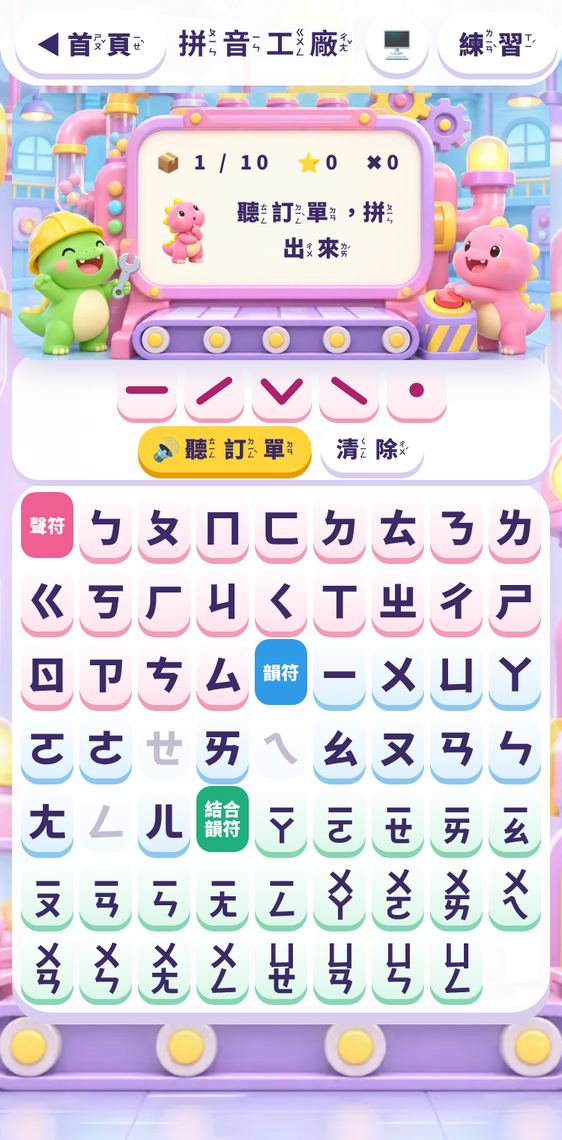 ◀首頁 拼音工廠 練習
1 / 10 ⭐0 ✖0
聽訂單，拼
出來
ˉ ˊ ˇ ˋ ˙
聽訂單 清除
聲符 ㄅ ㄆ ㄇ ㄈ ㄉ ㄊ ㄋ ㄌ
ㄍ ㄎ ㄏ ㄐ ㄑ ㄒ ㄓ ㄔ ㄕ
ㄖ ㄗ ㄘ ㄙ 韻符 ㄧ ㄨ ㄩ ㄚ
ㄛ ㄜ ㄝ ㄞ ㄟ ㄠ ㄡ ㄢ ㄣ
ㄤ ㄥ ㄦ 結合韻符 ㄧㄚ ㄧㄛ ㄧㄝ ㄧㄞ ㄧㄠ
ㄧㄡ ㄧㄢ ㄧㄣ ㄧㄤ ㄧㄥ ㄨㄚ ㄨㄛ ㄨㄞ ㄨㄟ
ㄨㄢ ㄨㄣ ㄨㄤ ㄨㄥ ㄩㄝ ㄩㄢ ㄩㄣ ㄩㄥ